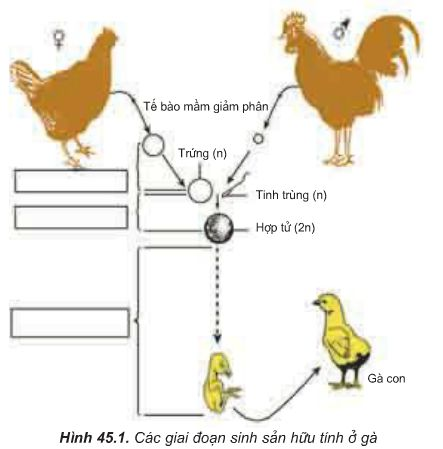 ♀
♂
Tế bào mầm giảm phân
Trứng (n)
Tinh trùng (n)
Hợp tử (2n)
Gà con
Hình 45.1. Các giai đoạn sinh sản hữu tính ở gà